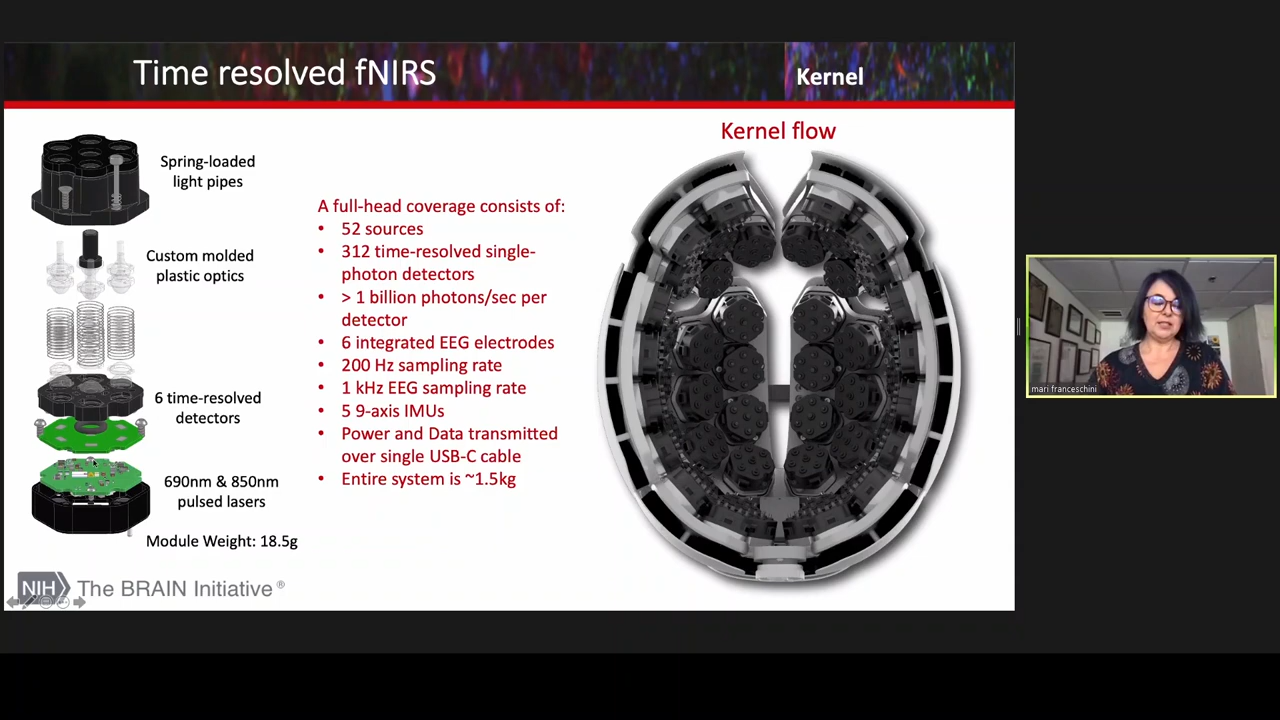 Time resolved fNIRS
Kernel
Spring-loaded
light pipes
Custom molded
plastic optics
6 time-resolved
detectors
690nm & 850nm
pulsed lasers
Module Weight: 18.5g
A full-head coverage consists of:
• 52 sources
• 312 time-resolved single-
photon detectors
• > 1 billion photons/sec per
detector
• 6 integrated EEG electrodes
• 200 Hz sampling rate
• 1 kHz EEG sampling rate
• 5 9-axis IMUs
• Power and Data transmitted
over single USB-C cable
• Entire system is ~1.5kg
Kernel flow
NIH The BRAIN Initiative®
mari franceschini